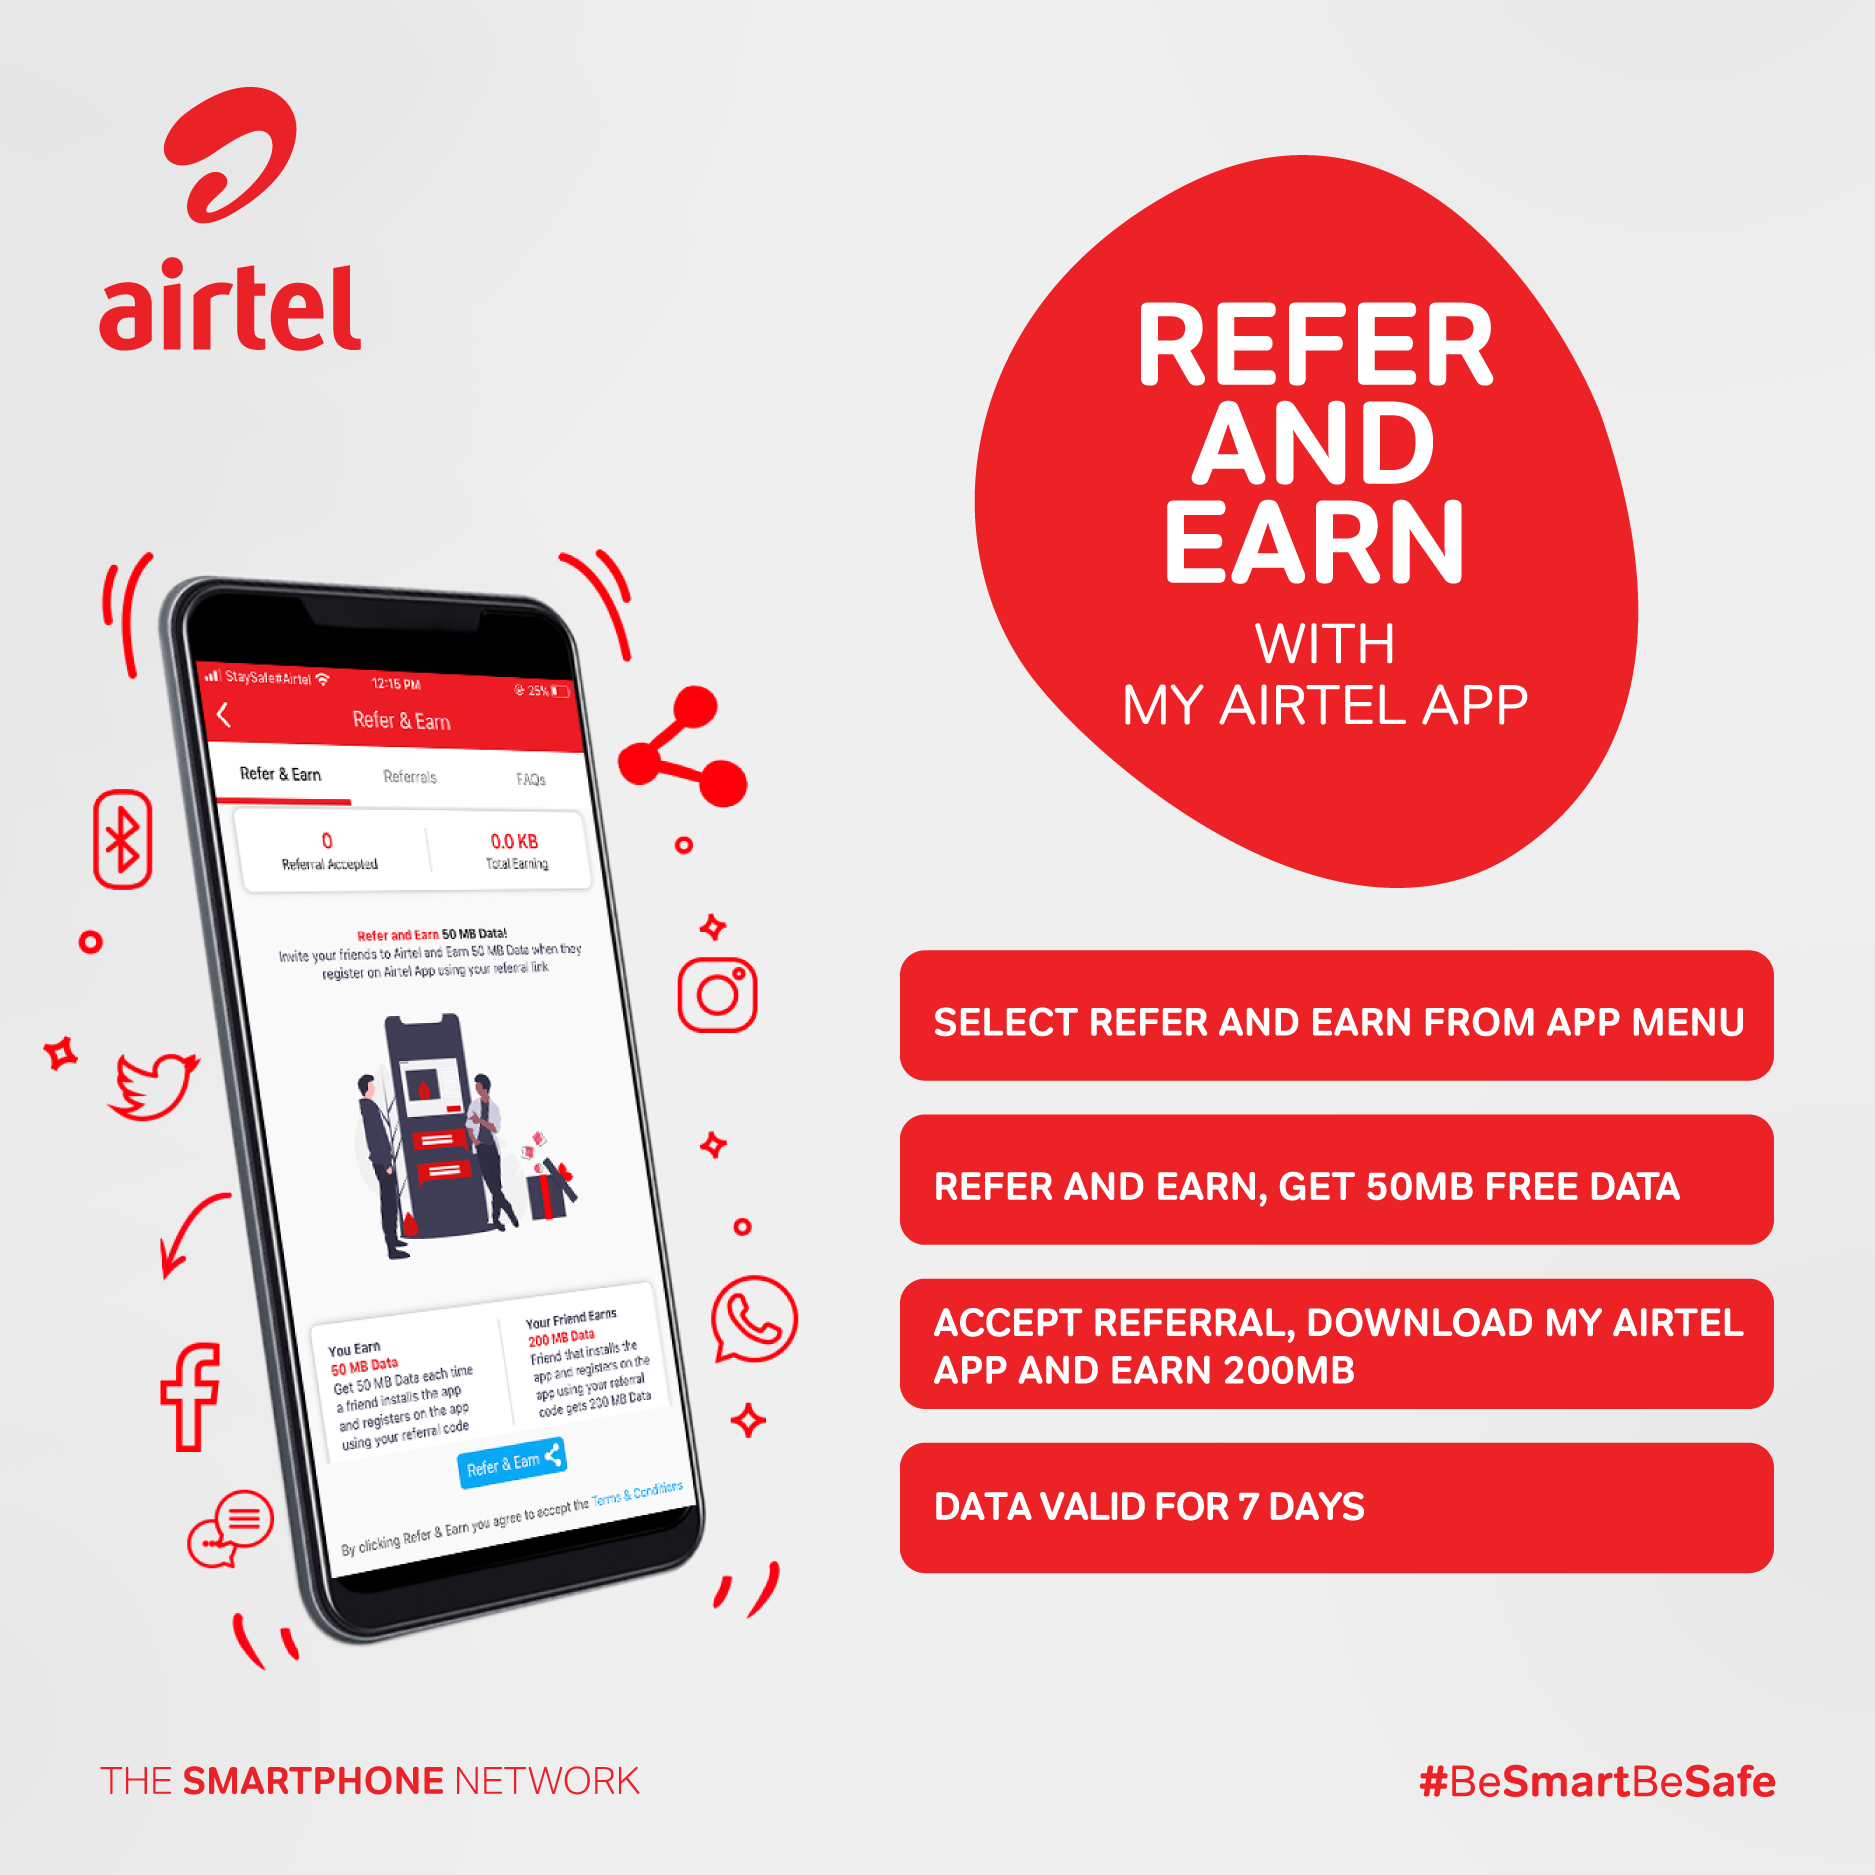 airtel
REFER
AND
EARN
WITH
MY AIRTEL APP
StaySafe#Airtel
12:15 PM
25%
Refer & Earn
Refer & Earn
Referrals
FAQs
0
Referral Accepted
0.0 KB
Total Earning
Refer and Earn 50 MB Data!
Invite your friends to Airtel and Earn 50 MB Data when they
register on Airtel App using your referral link
You Earn
50 MB Data
Get 50 MB Data each time
a friend installs the app
and registers on the app
using your referral code
Your Friend Earns
200 MB Data
Friend that installs the
app and registers on the
app using your referral
code gets 200 MB Data
Refer & Earn
By clicking Refer & Earn you agree to accept the Terms & Conditions
SELECT REFER AND EARN FROM APP MENU
REFER AND EARN, GET 50MB FREE DATA
ACCEPT REFERRAL, DOWNLOAD MY AIRTEL
APP AND EARN 200MB
DATA VALID FOR 7 DAYS
THE SMARTPHONE NETWORK
#BeSmartBeSafe